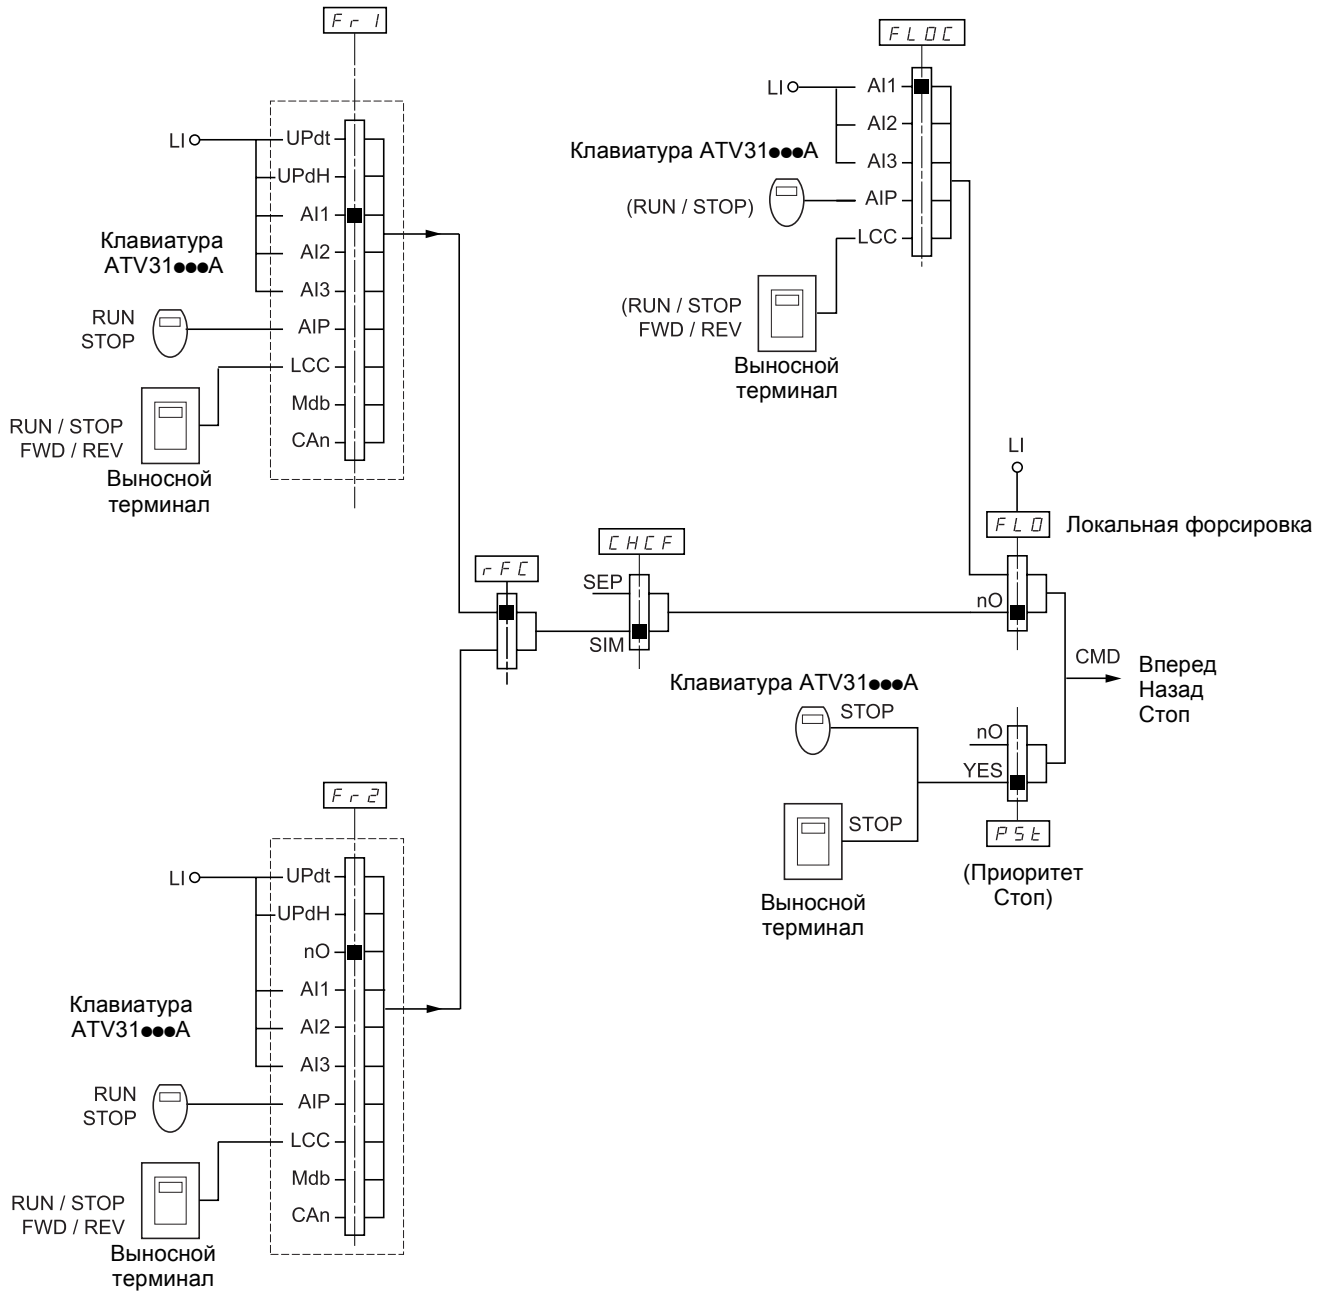 Fr1
LI
UPdt
UPdH
AI1
AI2
AI3
AIP
LCC
Mdb
CAn
Клавиатура
ATV31●●●A
RUN
STOP
RUN / STOP
FWD / REV
Выносной
терминал
FLOC
LI
AI1
AI2
AI3
AIP
LCC
Клавиатура ATV31●●●A
(RUN / STOP)
(RUN / STOP
FWD / REV
Выносной
терминал
LI
FLO
Локальная форсировка
nO
rFC
CHCF
SEP
SIM
CMD
Вперед
Назад
Стоп
Клавиатура ATV31●●●A
STOP
STOP
Выносной
терминал
nO
YES
PSt
(Приоритет
Стоп)
Fr2
LI
UPdt
UPdH
nO
AI1
AI2
AI3
AIP
LCC
Mdb
CAn
Клавиатура
ATV31●●●A
RUN
STOP
RUN / STOP
FWD / REV
Выносной
терминал